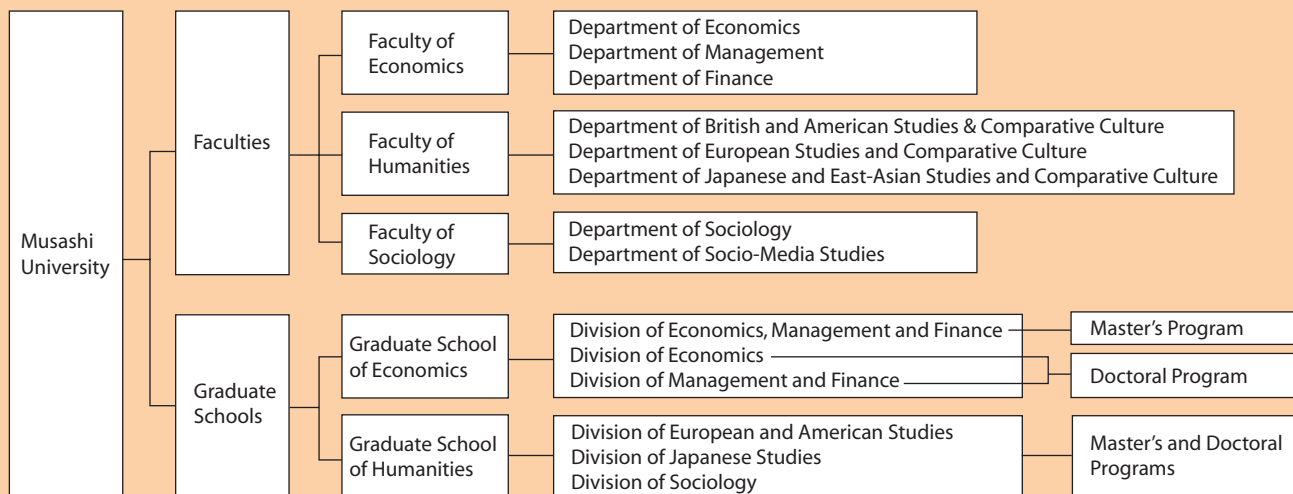 Musashi
University
Faculties
Faculty of
Economics
Department of Economics
Department of Management
Department of Finance
Faculty of
Humanities
Department of British and American Studies & Comparative Culture
Department of European Studies and Comparative Culture
Department of Japanese and East-Asian Studies and Comparative Culture
Faculty of
Sociology
Department of Sociology
Department of Socio-Media Studies
Graduate
Schools
Graduate School
of Economics
Division of Economics, Management and Finance
Division of Economics
Division of Management and Finance
Master's Program
Doctoral Program
Graduate School
of Humanities
Division of European and American Studies
Division of Japanese Studies
Division of Sociology
Master's and Doctoral
Programs